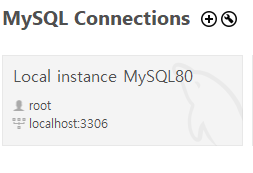 MySQL Connections
Local instance MySQL80
root
localhost:3306